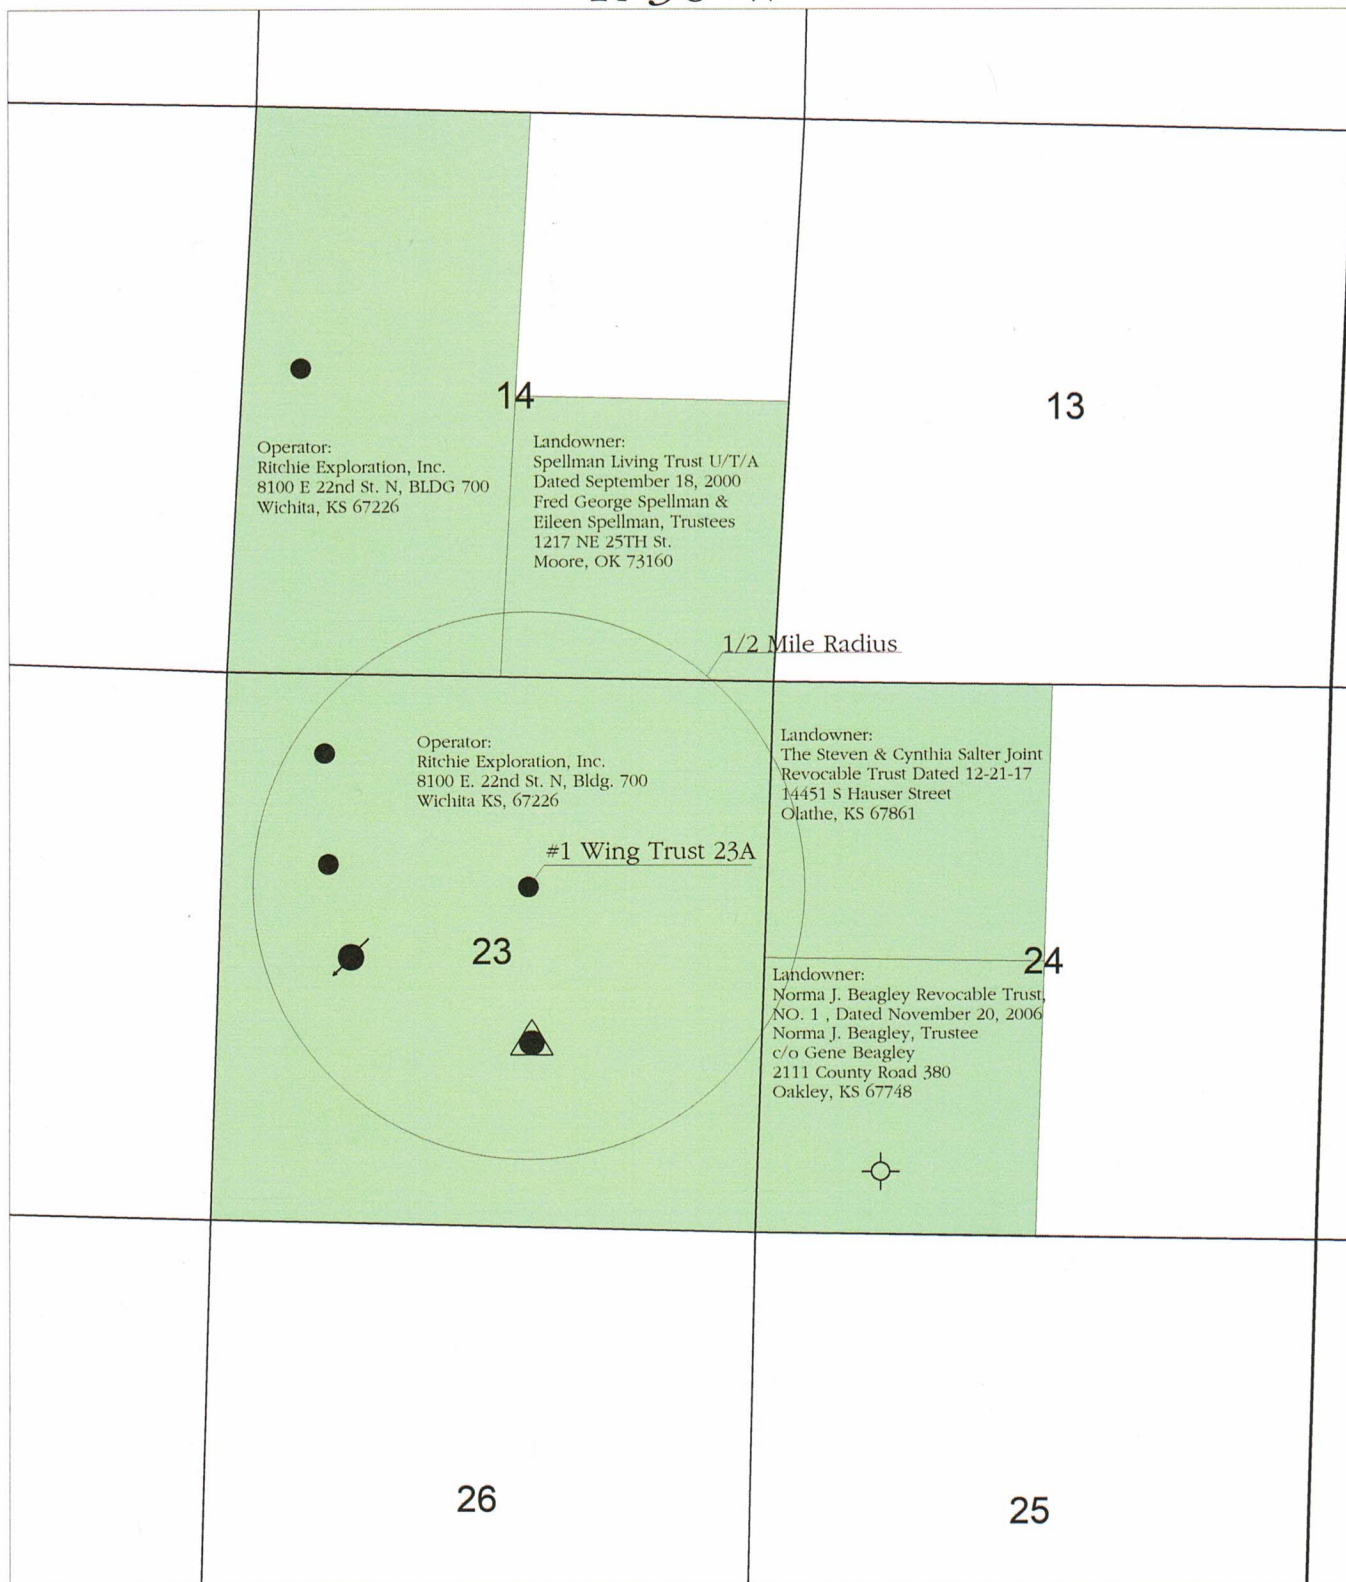 14
13
Operator:
Ritchie Exploration, Inc.
8100 E 22nd St. N, BLDG 700
Wichita, KS 67226
Landowner:
Spellman Living Trust U/T/A
Dated September 18, 2000
Fred George Spellman &
Eileen Spellman, Trustees
1217 NE 25TH St.
Moore, OK 73160
1/2 Mile Radius
Operator:
Ritchie Exploration, Inc.
8100 E. 22nd St. N, Bldg. 700
Wichita KS, 67226
Landowner:
The Steven & Cynthia Salter Joint
Revocable Trust Dated 12-21-17
14451 S Hauser Street
Olathe, KS 67861
#1 Wing Trust 23A
23
24
Landowner:
Norma J. Beagley Revocable Trust,
NO. 1 , Dated November 20, 2006
Norma J. Beagley, Trustee
c/o Gene Beagley
2111 County Road 380
Oakley, KS 67748
26
25